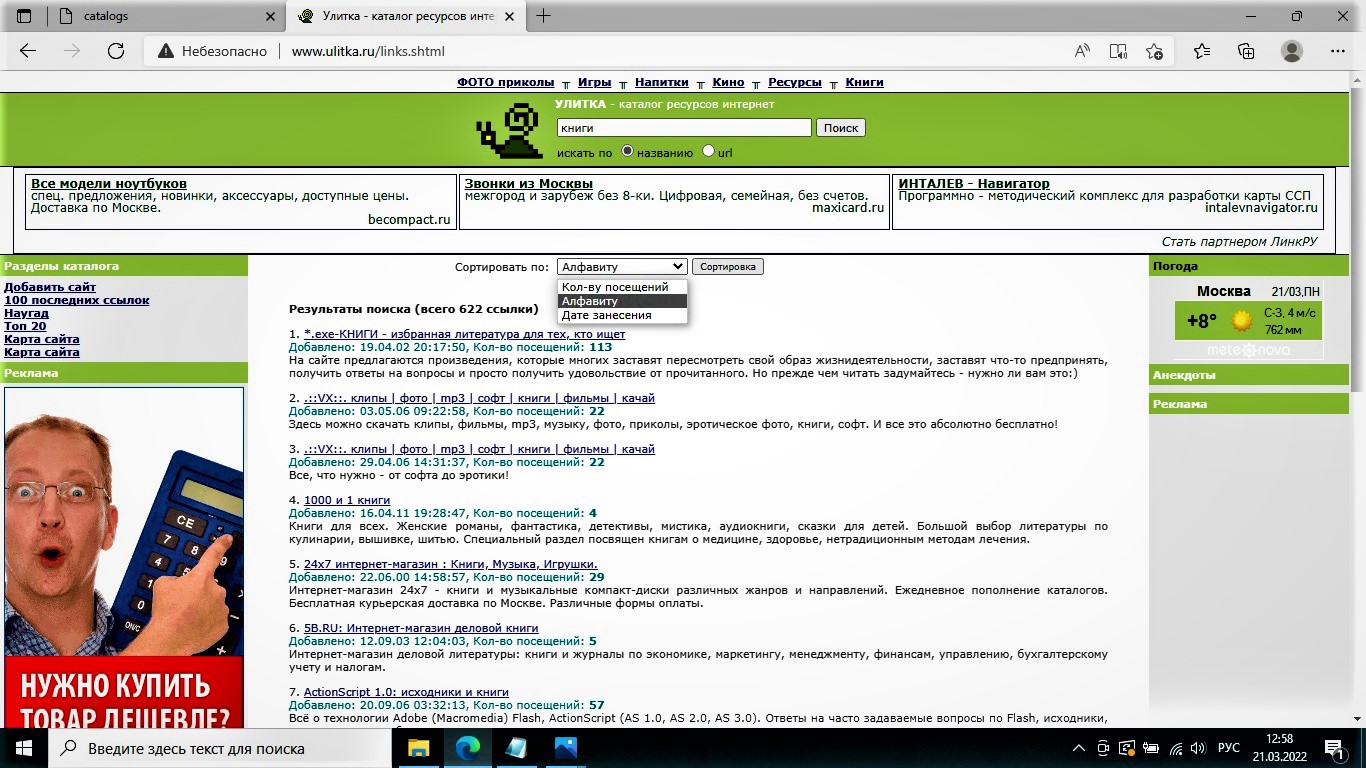 catalogs
Улитка - каталог ресурсов инте
Небезопасно
www.ulitka.ru/links.shtml
ФОТО приколы Игры Напитки Кино Ресурсы Книги
УЛИТКА - каталог ресурсов интернет
книги
Поиск
искать по названию url
Все модели ноутбуков
спец. предложения, новинки, аксессуары, доступные цены.
Доставка по Москве.
becompact.ru
Звонки из Москвы
межгород и зарубеж без 8-ки. Цифровая, семейная, без счетов.
maxicard.ru
ИНТАЛЕВ - Навигатор
Программно - методический комплекс для разработки карты ССП
intalevnavigator.ru
Стать партнером ЛинкРУ
Разделы каталога
Добавить сайт
100 последних ссылок
Наугад
Топ 20
Карта сайта
Карта сайта
Реклама
CE
7
8
9
4
5
1
0
ON/C
НУЖНО КУПИТЬ
ТОВАР ДЕШЕВЛЕ?
Сортировать по: Алфавиту Сортировка
Кол-ву посещений
Алфавиту
Дате занесения
Результаты поиска (всего 622 ссылки)
1. *.exe-КНИГИ - избранная литература для тех, кто ищет
Добавлено: 19.04.02 20:17:50, Кол-во посещений: 113
На сайте предлагаются произведения, которые многих заставят пересмотреть свой образ жизнидеятельности, заставят что-то предпринять,
получить ответы на вопросы и просто получить удовольствие от прочитанного. Но прежде чем читать задумайтесь - нужно ли вам это:)
2. .::VX::. клипы | фото | mp3 | софт | книги | фильмы | качай
Добавлено: 03.05.06 09:22:58, Кол-во посещений: 22
Здесь можно скачать клипы, фильмы, mp3, музыку, фото, приколы, эротическое фото, книги, софт. И все это абсолютно бесплатно!
3. .::VX::. клипы | фото | mp3 | софт | книги | фильмы | качай
Добавлено: 29.04.06 14:31:37, Кол-во посещений: 22
Все, что нужно - от софта до эротики!
4. 1000 и 1 книги
Добавлено: 16.04.11 19:28:47, Кол-во посещений: 4
Книги для всех. Женские романы, фантастика, детективы, мистика, аудиокниги, сказки для детей. Большой выбор литературы по
кулинарии, вышивке, шитью. Специальный раздел посвящен книгам о медицине, здоровье, нетрадиционным методам лечения.
5. 24x7 интернет-магазин : Книги, Музыка, Игрушки.
Добавлено: 22.06.00 14:58:57, Кол-во посещений: 29
Интернет-магазин 24x7 - книги и музыкальные компакт-диски различных жанров и направлений. Ежедневное пополнение каталогов.
Бесплатная курьерская доставка по Москве. Различные формы оплаты.
6. 5B.RU: Интернет-магазин деловой книги
Добавлено: 12.09.03 12:04:03, Кол-во посещений: 5
Интернет-магазин деловой литературы: книги и журналы по экономике, маркетингу, менеджменту, финансам, управлению, бухгалтерскому
учету и налогам.
7. ActionScript 1.0: исходники и книги
Добавлено: 20.09.06 03:32:13, Кол-во посещений: 57
Всё о технологии Adobe (Macromedia) Flash, ActionScript (AS 1.0, AS 2.0, AS 3.0). Ответы на часто задаваемые вопросы по Flash, исходники,
Погода
Москва 21/03,ПН
+8° С-З, 4 м/с
762 мм
meteonova
Анекдоты
Реклама
Введите здесь текст для поиска
РУС
12:58
21.03.2022
1